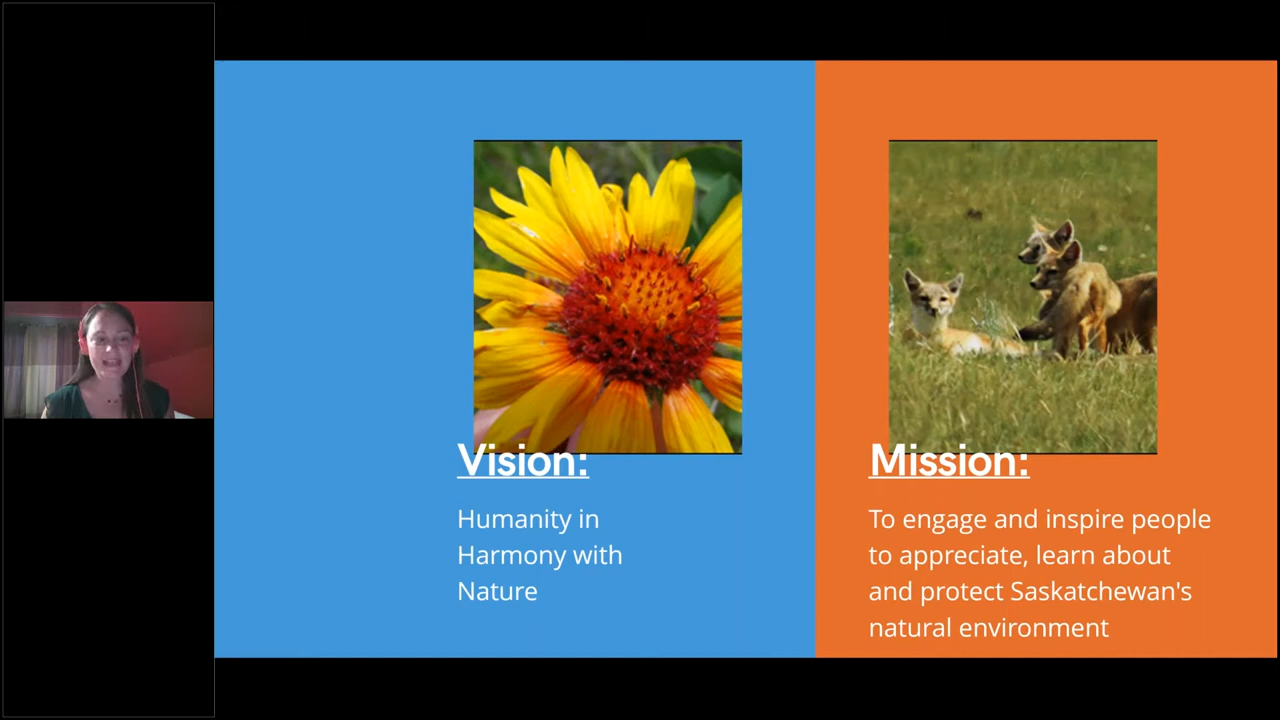 Vision:
Humanity in
Harmony with
Nature
Mission:
To engage and inspire people
to appreciate, learn about
and protect Saskatchewan's
natural environment